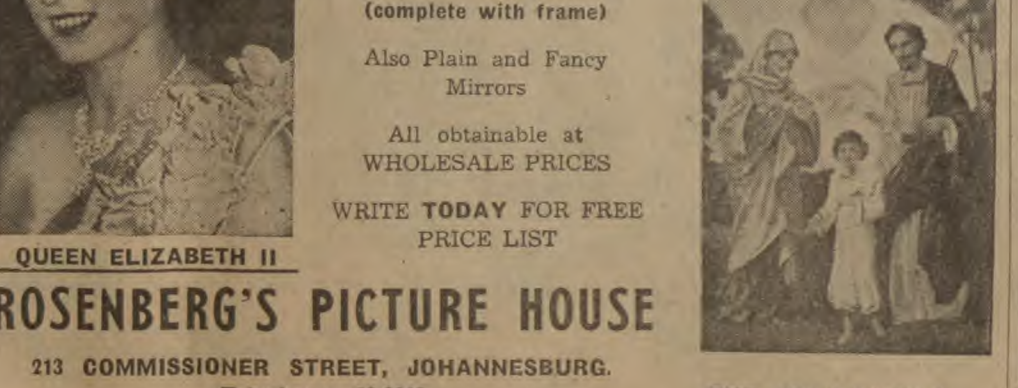 (complete with frame)
Also Plain and Fancy
Mirrors
All obtainable at
WHOLESALE PRICES
WRITE TODAY FOR FREE
PRICE LIST
QUEEN ELIZABETH II
ROSENBERG'S PICTURE HOUSE
213 COMMISSIONER STREET, JOHANNESBURG.